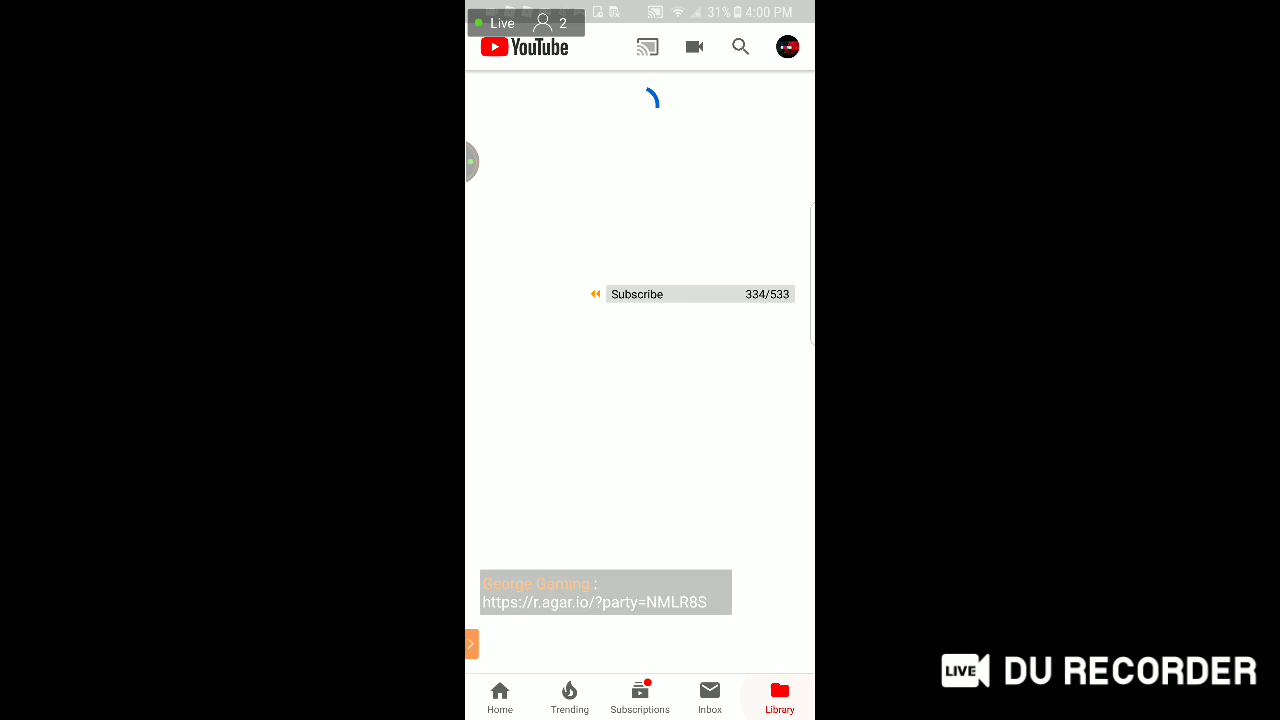 Live 2
31% 4:00 PM
YouTube
Subscribe 334/533
George Gaming :
https://r.agar.io/?party=NMLR8S
Home Trending Subscriptions Inbox Library
LIVE DU RECORDER